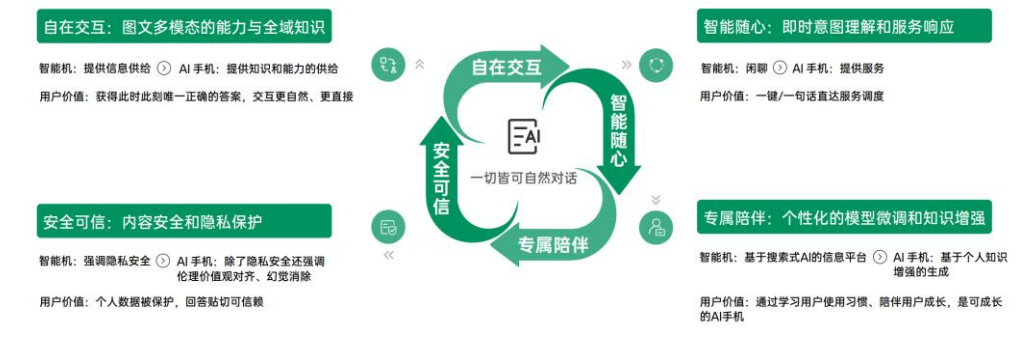 自在交互：图文多模态的能力与全域知识
智能机：提供信息供给 AI 手机：提供知识和能力的供给
用户价值：获得此时此刻唯一正确的答案，交互更自然、更直接
智能随心：即时意图理解和服务响应
智能机：闲聊 AI 手机：提供服务
用户价值：一键/一句话直达服务调度
自在交互
智能随心
专属陪伴
安全可信
AI
一切皆可自然对话
安全可信：内容安全和隐私保护
智能机：强调隐私安全 AI 手机：除了隐私安全还强调
伦理价值观对齐、幻觉消除
用户价值：个人数据被保护，回答贴切可信赖
专属陪伴：个性化的模型微调和知识增强
智能机：基于搜索式AI的信息平台 AI 手机：基于个人知识
增强的生成
用户价值：通过学习用户使用习惯、陪伴用户成长，是可成长
的AI手机